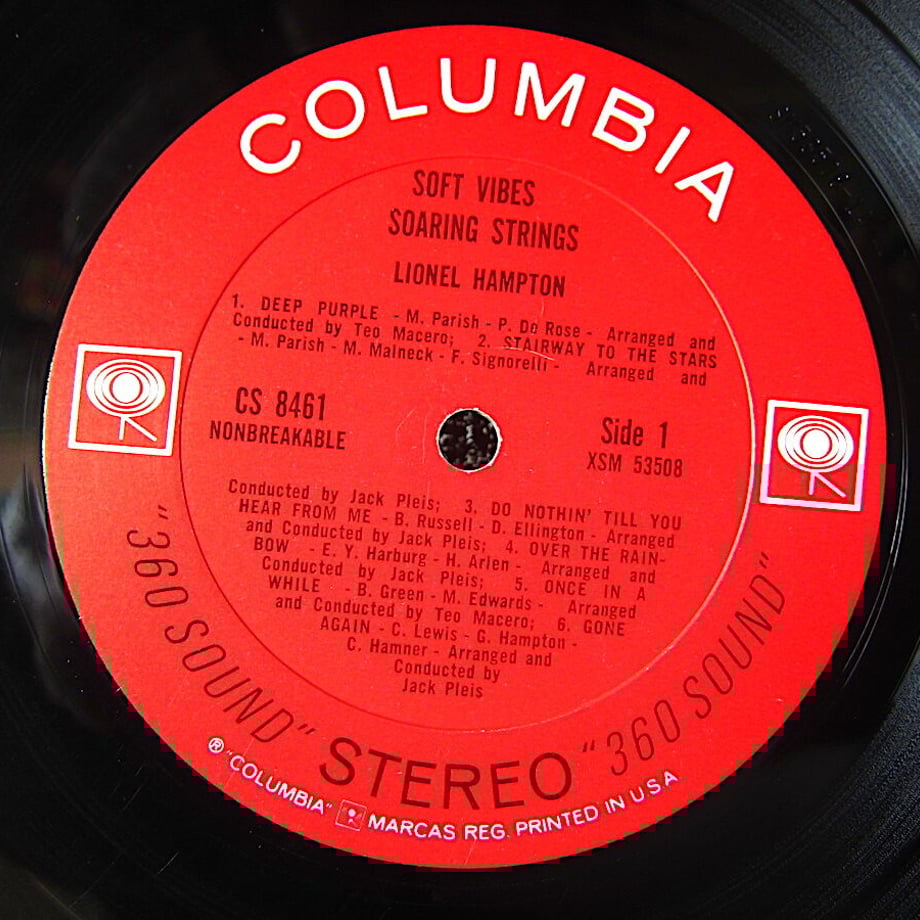 COLUMBIA
SOFT VIBES
SOARING STRINGS
LIONEL HAMPTON
1. DEEP PURPLE - M. Parish - P. De Rose - Arranged and
Conducted by Teo Macero; 2. STAIRWAY TO THE STARS
- M. Parish - M. Malneck - F. Signorelli - Arranged and
CS 8461
NONBREAKABLE
Side 1
XSM 53508
Conducted by Jack Pleis; 3. DO NOTHIN' TILL YOU
HEAR FROM ME - B. Russell - D. Ellington - Arranged
and Conducted by Jack Pleis; 4. OVER THE RAIN-
BOW - E. Y. Harburg - H. Arlen - Arranged and
Conducted by Jack Pleis; 5. ONCE IN A
WHILE - B. Green - M. Edwards - Arranged
and Conducted by Teo Macero; 6. GONE
AGAIN - C. Lewis - G. Hampton -
C. Hamner - Arranged and
Conducted by
Jack Pleis
"360 SOUND" STEREO "360 SOUND"
® "COLUMBIA" MARCAS REG. PRINTED IN U.S.A